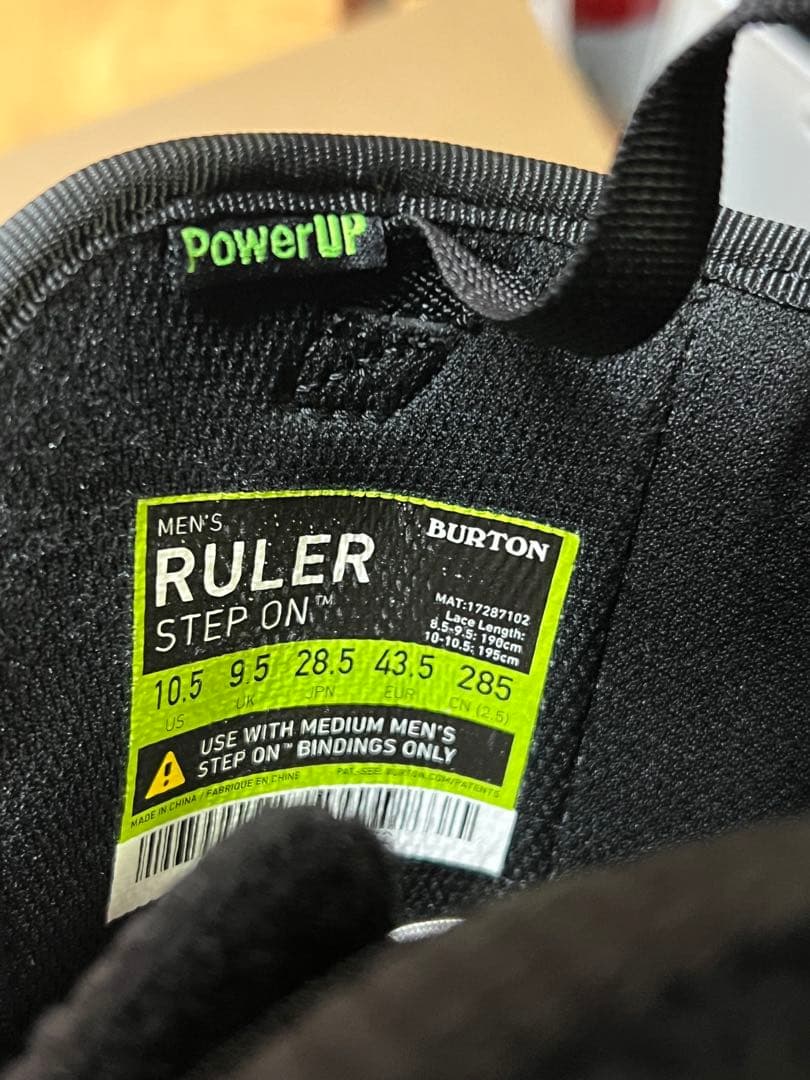 PowerUP
MEN'S
RULER
STEP ON™
BURTON
MAT:17287102
Lace Length:
8.5-9.5: 190cm
10-10.5: 195cm
10.5 9.5 28.5 43.5 285
US UK JPN EUR CN (2.5)
USE WITH MEDIUM MEN'S
STEP ON™ BINDINGS ONLY
MADE IN CHINA / FABRIQUÉ EN CHINE PAT.-SEE BURTON.COM/PATENTS